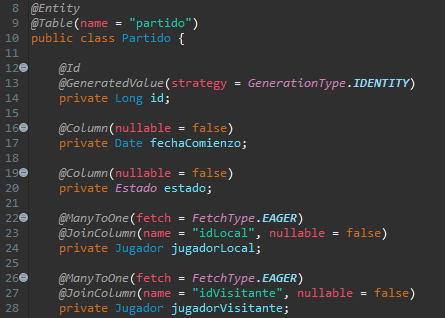 8 @Entity
9 @Table(name = "partido")
10 public class Partido {
11
12 @Id
13 @GeneratedValue(strategy = GenerationType.IDENTITY)
14 private Long id;
15
16 @Column(nullable = false)
17 private Date fechaComienzo;
18
19 @Column(nullable = false)
20 private Estado estado;
21
22 @ManyToOne(fetch = FetchType.EAGER)
23 @JoinColumn(name = "idLocal", nullable = false)
24 private Jugador jugadorLocal;
25
26 @ManyToOne(fetch = FetchType.EAGER)
27 @JoinColumn(name = "idVisitante", nullable = false)
28 private Jugador jugadorVisitante;